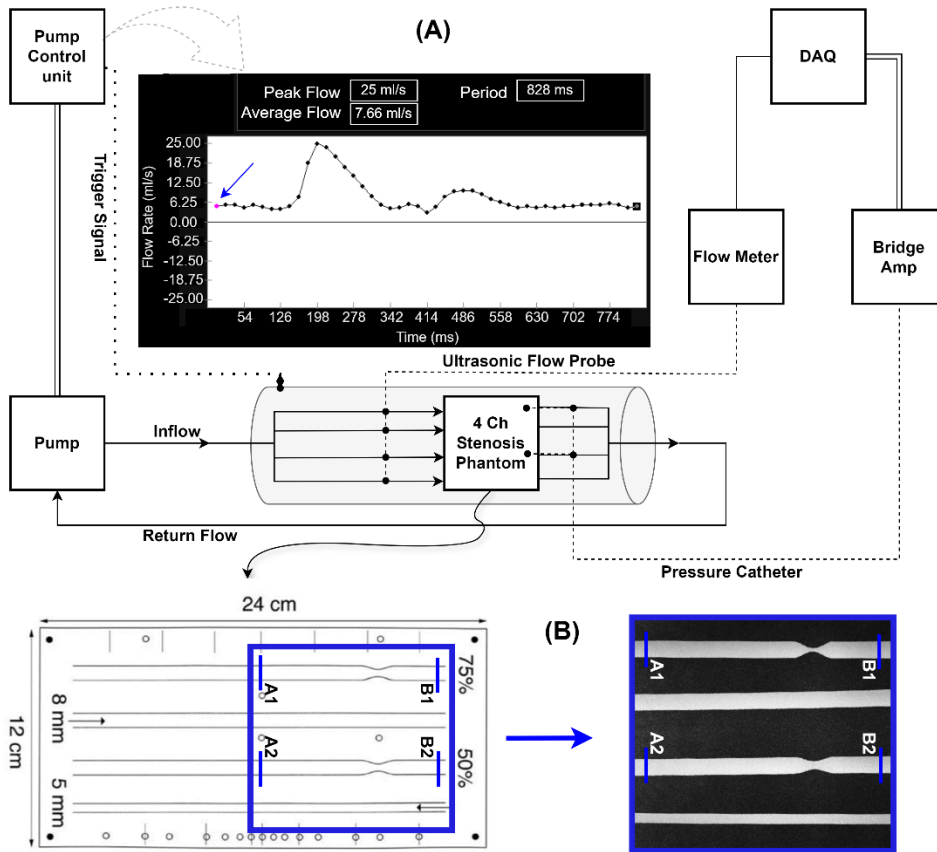 (A)
Pump
Control
unit
DAQ
Peak Flow 25 ml/s Period 828 ms
Average Flow 7.66 ml/s
Flow Rate (ml/s)
25.00
18.75
12.50
6.25
0.00
-6.25
-12.50
-18.75
-25.00
54 126 198 278 342 414 486 558 630 702 774
Time (ms)
Trigger Signal
Flow Meter
Bridge
Amp
Ultrasonic Flow Probe
Pump
Inflow
4 Ch
Stenosis
Phantom
Return Flow
Pressure Catheter
(B)
24 cm
12 cm
8 mm
5 mm
75%
50%
A1
B1
A2
B2
A1
B1
A2
B2